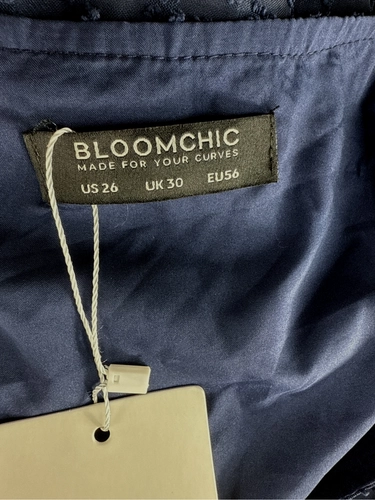 BLOOMCHIC
MADE FOR YOUR CURVES
US 26 UK 30 EU56